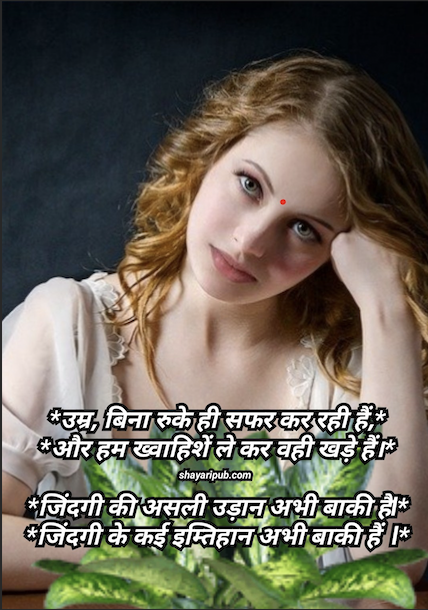 *उम्र, बिना रुके ही सफर कर रही हैं,*
*और हम ख्वाहिशें ले कर वही खड़े हैं।*
shayaripub.com
*जिंदगी की असली उड़ान अभी बाकी है।*
*जिंदगी के कई इम्तिहान अभी बाकी हैं ।*